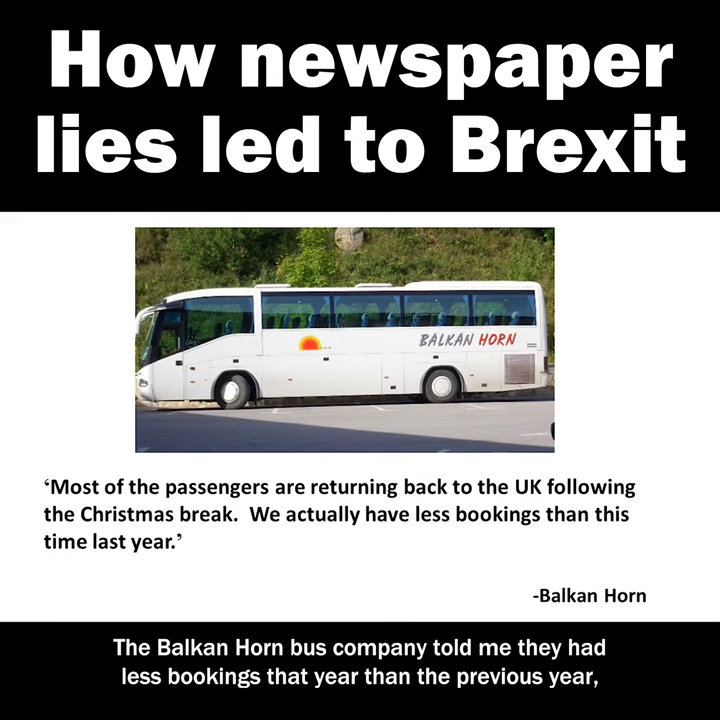 How newspaper
lies led to Brexit
BALKAN HORN
‘Most of the passengers are returning back to the UK following
the Christmas break.  We actually have less bookings than this
time last year.’
-Balkan Horn
The Balkan Horn bus company told me they had
less bookings that year than the previous year,